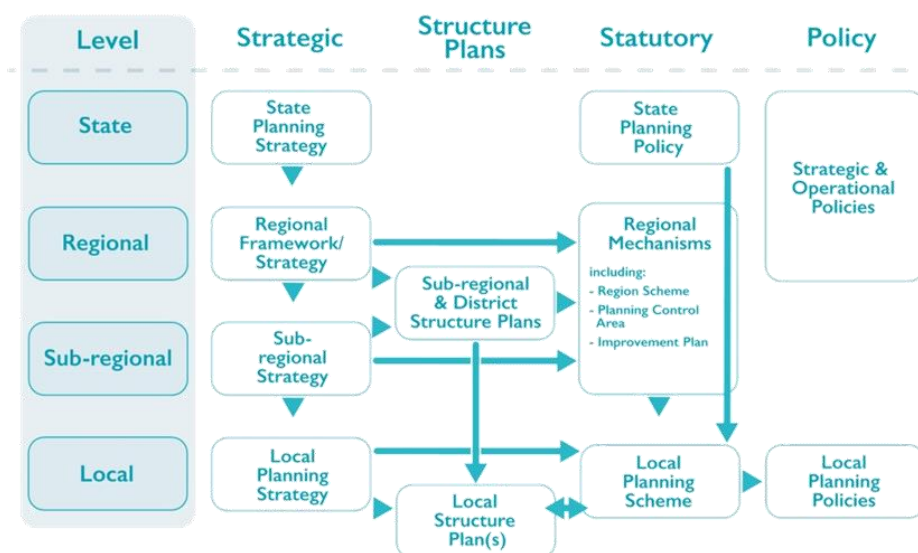 Level
Strategic
Structure
Plans
Statutory
Policy
State
State
Planning
Strategy
State
Planning
Policy
Strategic &
Operational
Policies
Regional
Regional
Framework/
Strategy
Sub-regional
& District
Structure Plans
Regional
Mechanisms
including:
- Region Scheme
- Planning Control
Area
- Improvement Plan
Sub-regional
Sub-
regional
Strategy
Local
Local
Planning
Strategy
Local
Structure
Plan(s)
Local
Planning
Scheme
Local
Planning
Policies